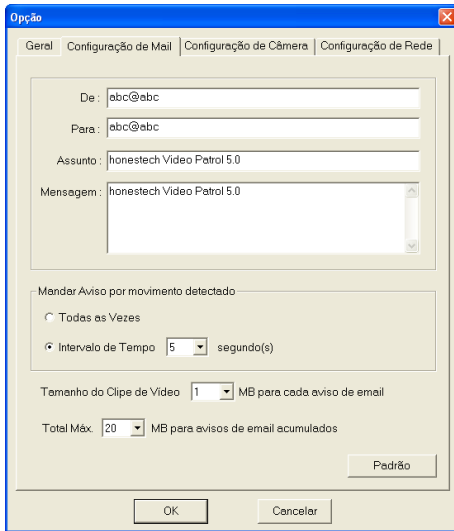 Opção
Geral Configuração de Mail Configuração de Câmera Configuração de Rede
De : abc@abc
Para : abc@abc
Assunto : honestech Video Patrol 5.0
Mensagem : honestech Video Patrol 5.0
Mandar Aviso por movimento detectado
Todas as Vezes
Intervalo de Tempo 5 segundo(s)
Tamanho do Clipe de Vídeo 1 MB para cada aviso de email
Total Máx. 20 MB para avisos de email acumulados
Padrão
OK Cancelar